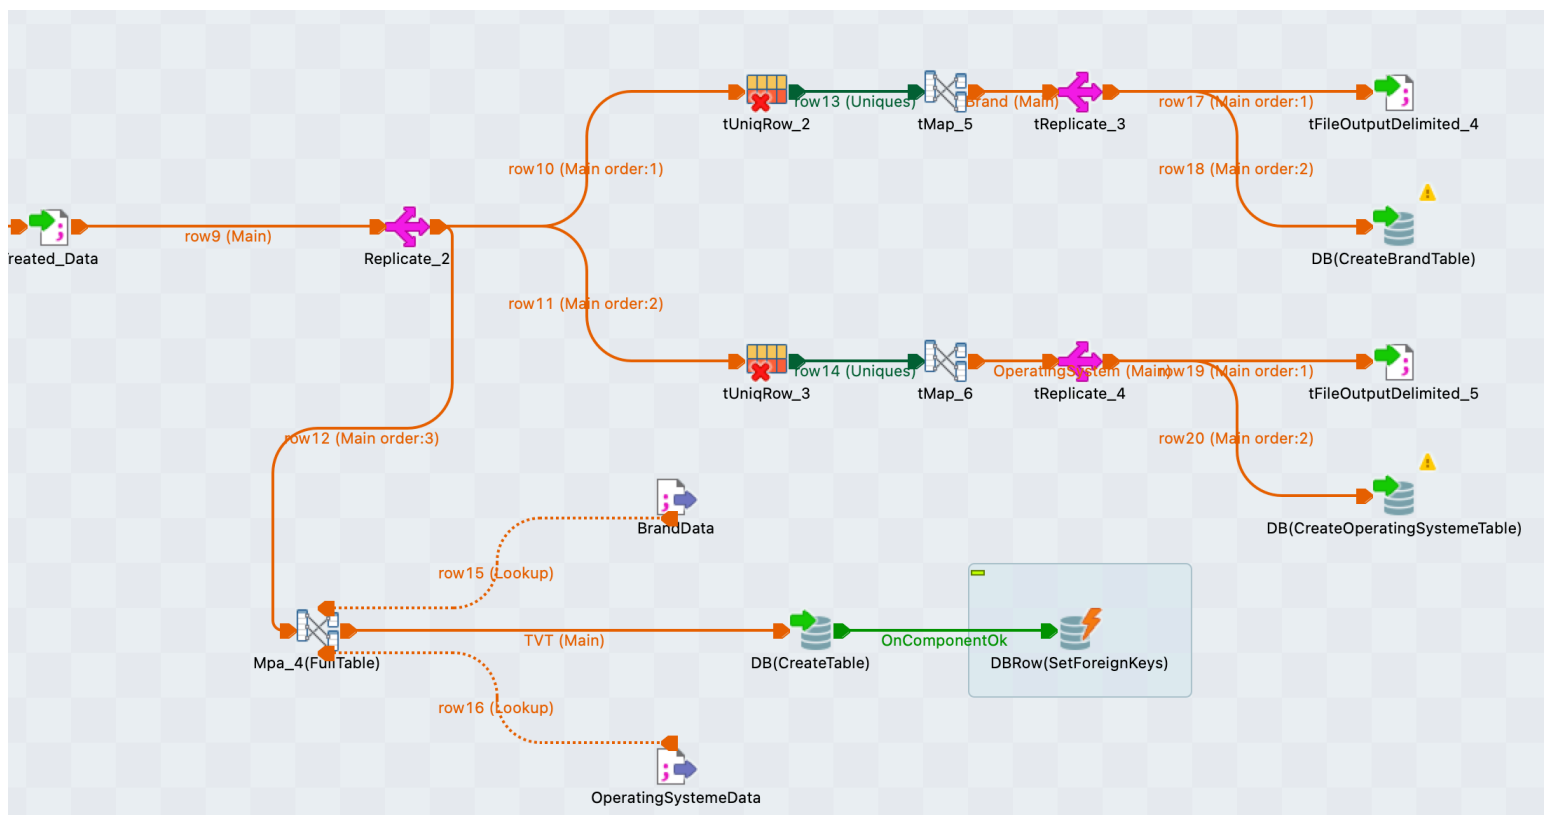 row13 (Uniques)
Brand (Main)
row17 (Main order:1)
tUniqRow_2
tMap_5
tReplicate_3
tFileOutputDelimited_4
row10 (Main order:1)
row18 (Main order:2)
row9 (Main)
reated_Data
Replicate_2
DB(CreateBrandTable)
row11 (Main order:2)
row14 (Uniques)
OperatingSystem (Main)
row19 (Main order:1)
tUniqRow_3
tMap_6
tReplicate_4
tFileOutputDelimited_5
row12 (Main order:3)
row20 (Main order:2)
BrandData
DB(CreateOperatingSystemeTable)
row15 (Lookup)
TVT (Main)
OnComponentOk
Mpa_4(FullTable)
DB(CreateTable)
DBRow(SetForeignKeys)
row16 (Lookup)
OperatingSystemeData